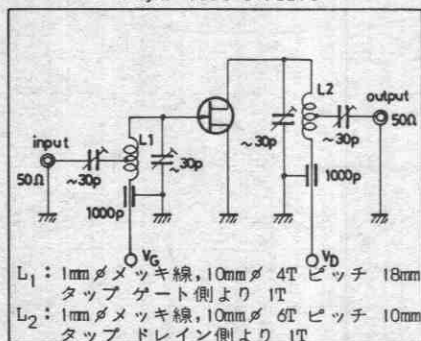 L2
output
50Ω
~30p
~30p
1000p
input
50Ω
~30p
L1
~30p
1000p
VG
VD
L1：1mmφメッキ線，10mmφ 4T ピッチ 18mm
タップ ゲート側より 1T
L2：1mmφメッキ線，10mmφ 6T ピッチ 10mm
タップ ドレイン側より 1T